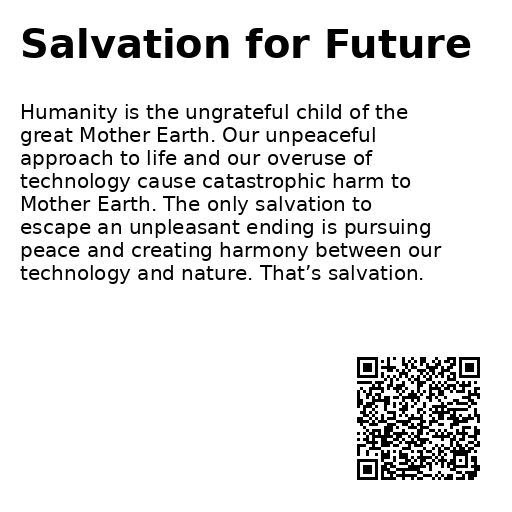 Salvation for Future
Humanity is the ungrateful child of the
great Mother Earth. Our unpeaceful
approach to life and our overuse of
technology cause catastrophic harm to
Mother Earth. The only salvation to
escape an unpleasant ending is pursuing
peace and creating harmony between our
technology and nature. That’s salvation.